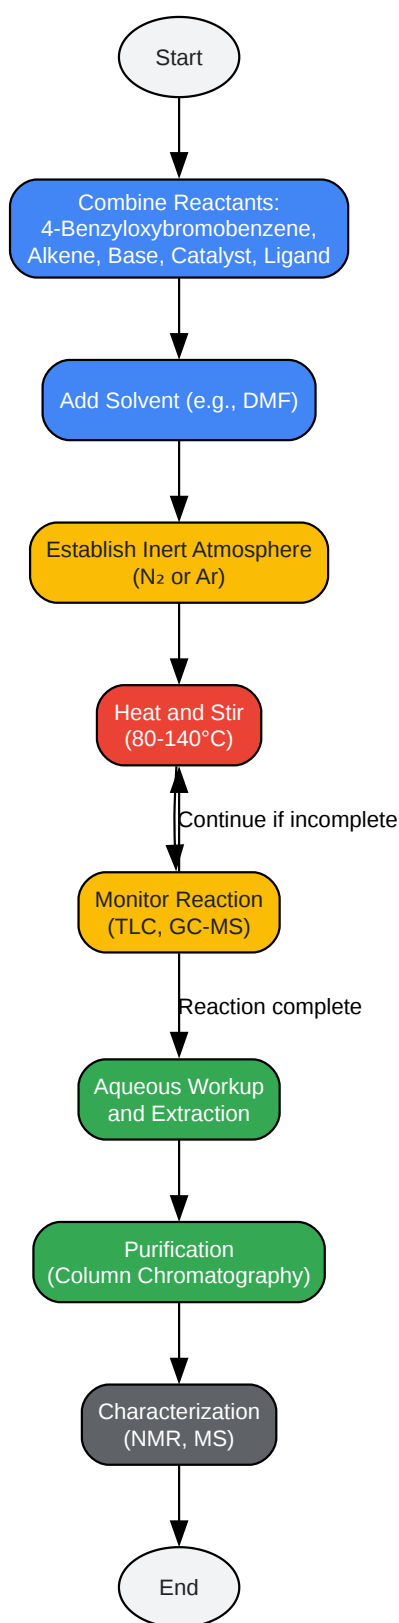 Start
Combine Reactants:
4-Benzyloxybromobenzene,
Alkene, Base, Catalyst, Ligand
Add Solvent (e.g., DMF)
Establish Inert Atmosphere
(N₂ or Ar)
Heat and Stir
(80-140°C)
Continue if incomplete
Monitor Reaction
(TLC, GC-MS)
Reaction complete
Aqueous Workup
and Extraction
Purification
(Column Chromatography)
Characterization
(NMR, MS)
End